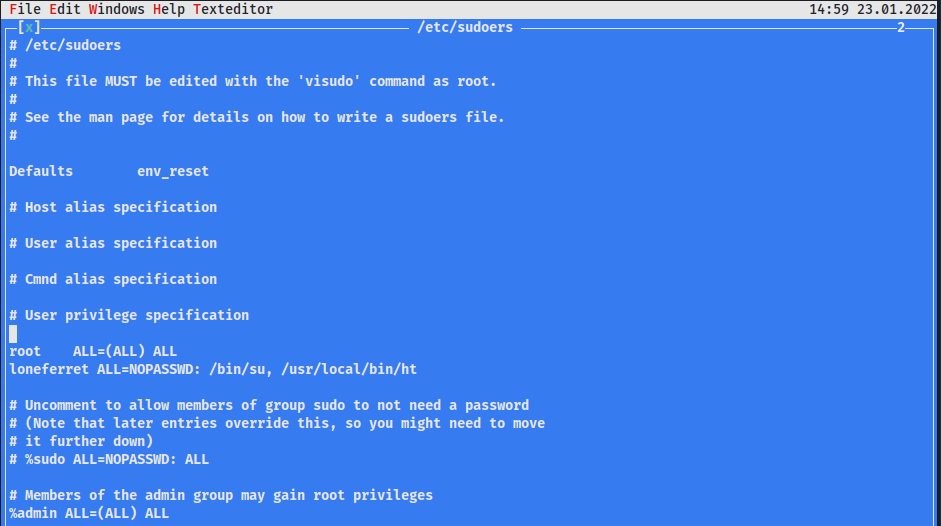 File Edit Windows Help Texteditor 14:59 23.01.2022
[x] /etc/sudoers 2
# /etc/sudoers
#
# This file MUST be edited with the 'visudo' command as root.
#
# See the man page for details on how to write a sudoers file.
#
Defaults env_reset
# Host alias specification
# User alias specification
# Cmnd alias specification
# User privilege specification
root ALL=(ALL) ALL
loneferret ALL=NOPASSWD: /bin/su, /usr/local/bin/ht
# Uncomment to allow members of group sudo to not need a password
# (Note that later entries override this, so you might need to move
# it further down)
# %sudo ALL=NOPASSWD: ALL
# Members of the admin group may gain root privileges
%admin ALL=(ALL) ALL